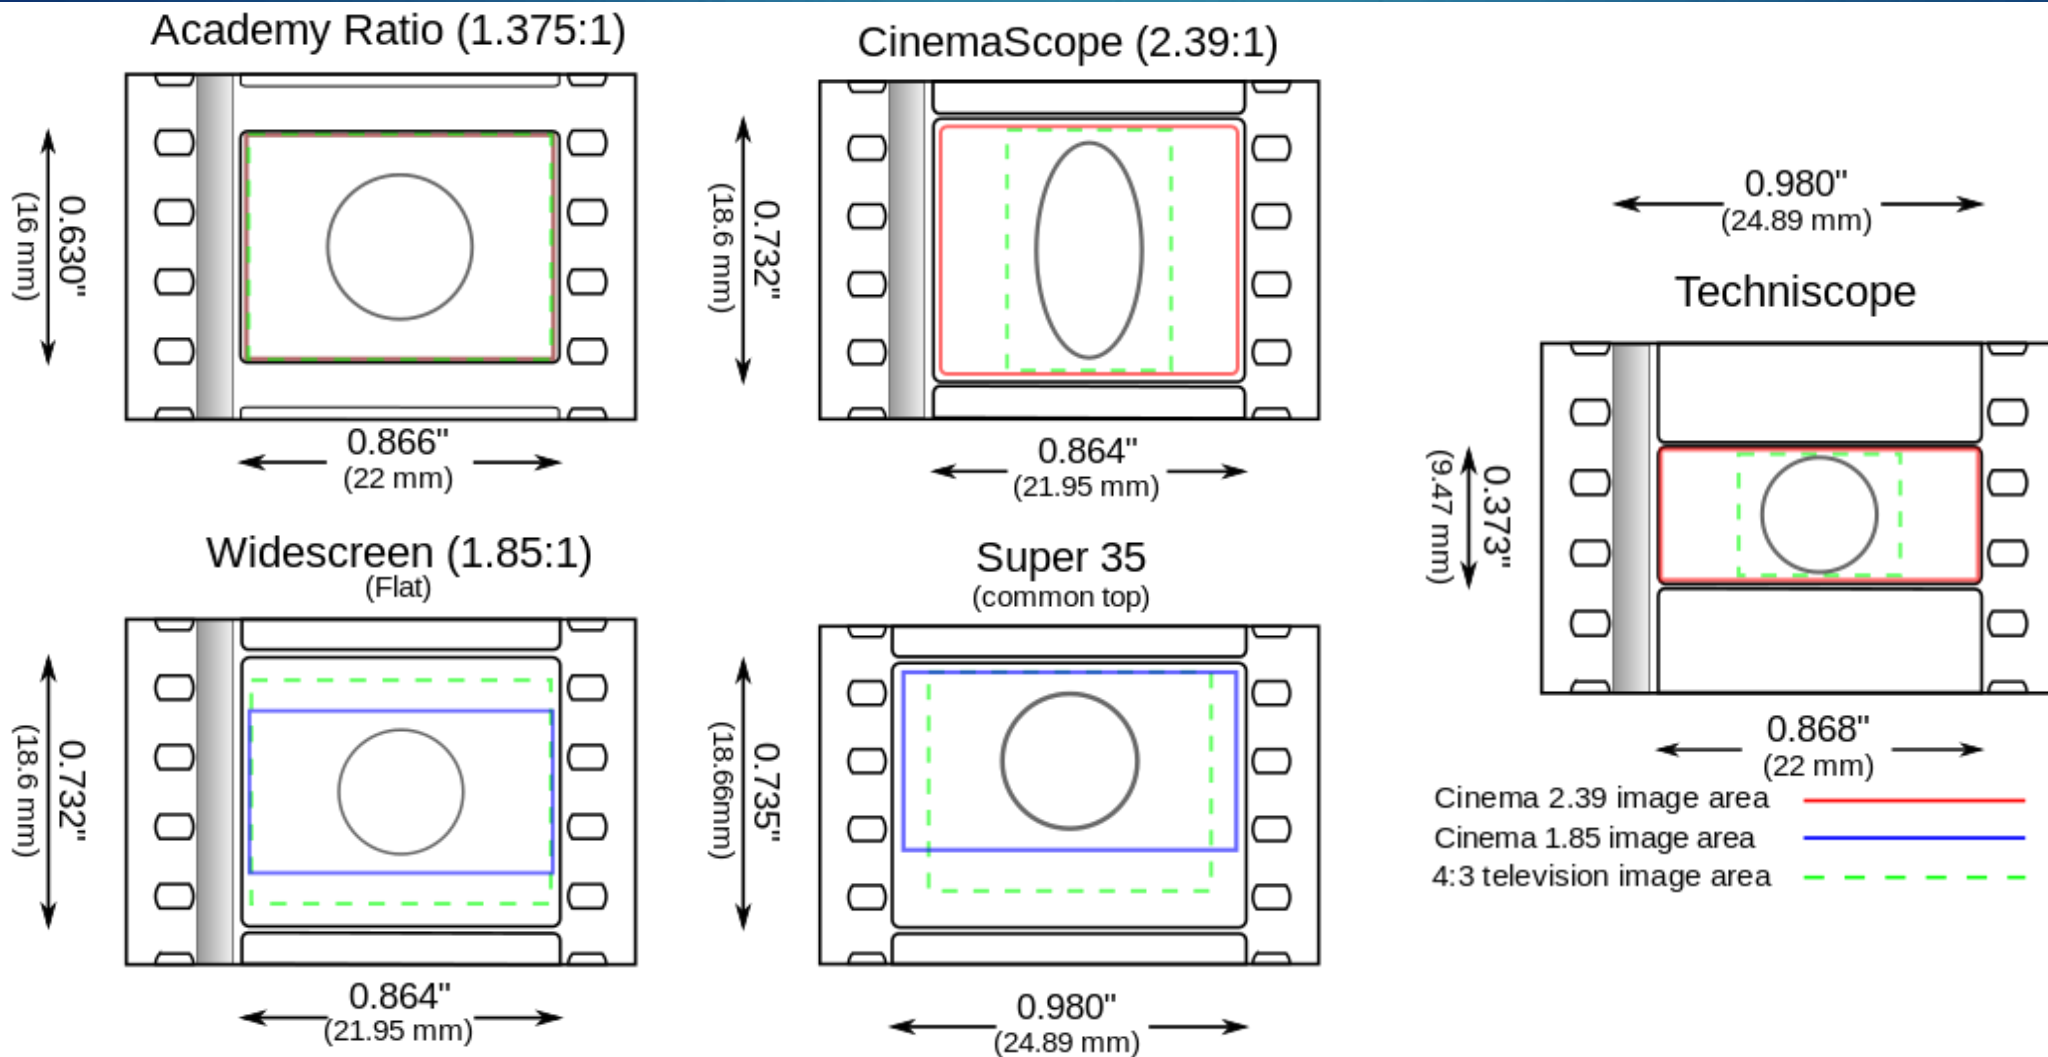 Academy Ratio (1.375:1)
0.630"
(16 mm)
0.866"
(22 mm)
CinemaScope (2.39:1)
0.732"
(18.6 mm)
0.864"
(21.95 mm)
0.980"
(24.89 mm)
Techniscope
0.373"
(9.47 mm)
0.868"
(22 mm)
Widescreen (1.85:1)
(Flat)
0.732"
(18.6 mm)
0.864"
(21.95 mm)
Super 35
(common top)
0.735"
(18.66mm)
0.980"
(24.89 mm)
Cinema 2.39 image area
Cinema 1.85 image area
4:3 television image area